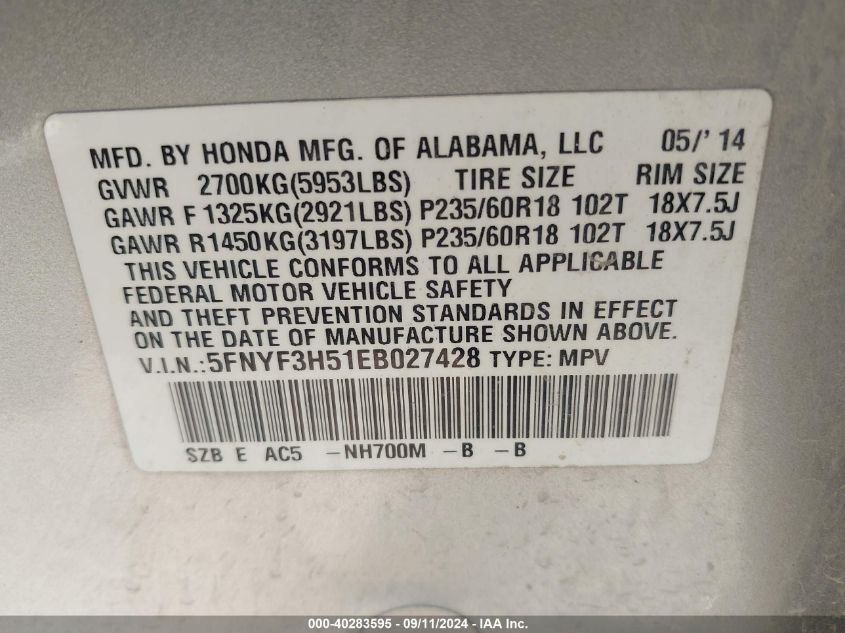 MFD. BY HONDA MFG. OF ALABAMA, LLC 05/' 14
GVWR 2700KG(5953LBS) TIRE SIZE RIM SIZE
GAWR F 1325KG(2921LBS) P235/60R18 102T 18X7.5J
GAWR R1450KG(3197LBS) P235/60R18 102T 18X7.5J
THIS VEHICLE CONFORMS TO ALL APPLICABLE
FEDERAL MOTOR VEHICLE SAFETY
AND THEFT PREVENTION STANDARDS IN EFFECT
ON THE DATE OF MANUFACTURE SHOWN ABOVE.
V.I.N.:5FNYF3H51EB027428 TYPE: MPV
SZB E AC5 -NH700M -B -B
000-40283595 - 09/11/2024 - IAA Inc.